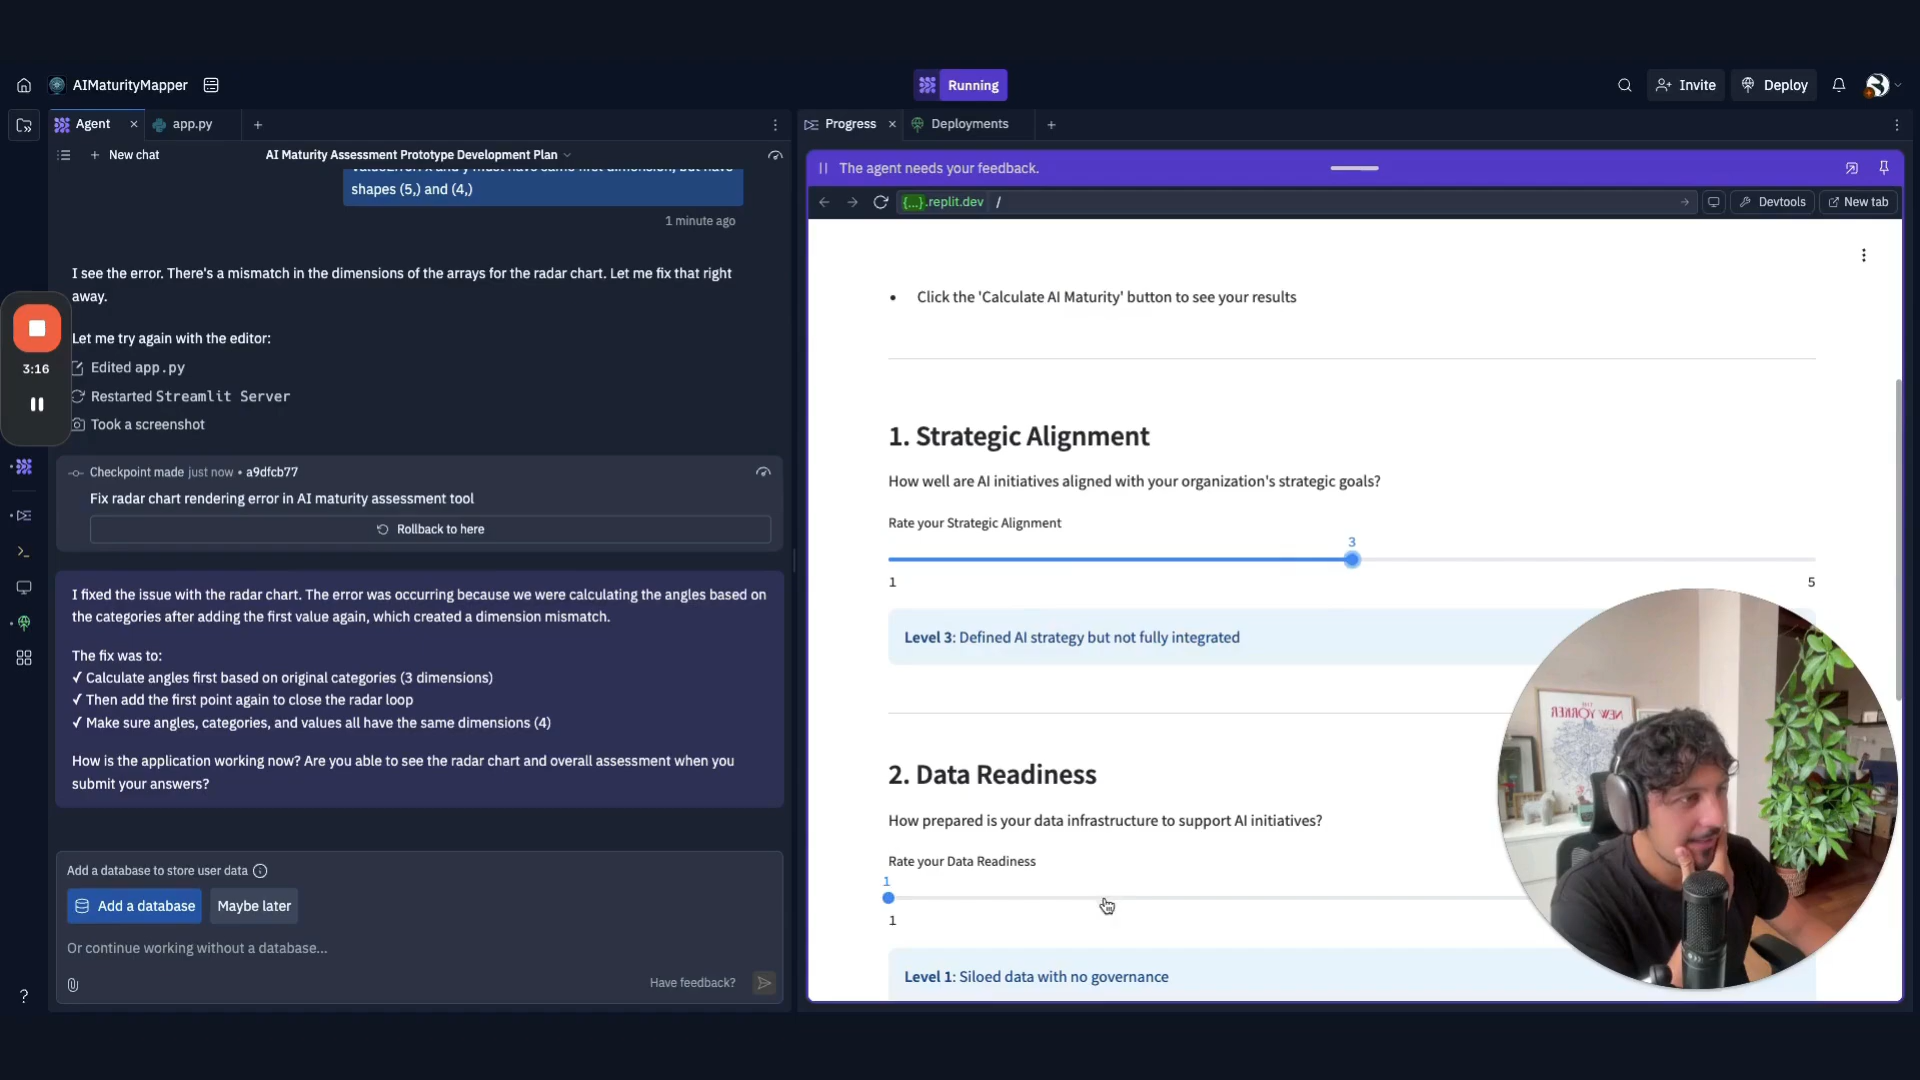 AIMaturityMapper
Running
Invite
Deploy
Agent
app.py
Progress
Deployments
New chat
AI Maturity Assessment Prototype Development Plan
ValueError: x and y must have same first dimension, but have
shapes (5,) and (4,)
1 minute ago
I see the error. There's a mismatch in the dimensions of the arrays for the radar chart. Let me fix that right
away.
Let me try again with the editor:
Edited app.py
Restarted Streamlit Server
Took a screenshot
3:16
Checkpoint made just now • a9dfcb77
Fix radar chart rendering error in AI maturity assessment tool
Rollback to here
I fixed the issue with the radar chart. The error was occurring because we were calculating the angles based on
the categories after adding the first value again, which created a dimension mismatch.
The fix was to:
✓ Calculate angles first based on original categories (3 dimensions)
✓ Then add the first point again to close the radar loop
✓ Make sure angles, categories, and values all have the same dimensions (4)
How is the application working now? Are you able to see the radar chart and overall assessment when you
submit your answers?
Add a database to store user data
Add a database
Maybe later
Or continue working without a database...
Have feedback?
The agent needs your feedback.
{...}.replit.dev /
Devtools
New tab
• Click the 'Calculate AI Maturity' button to see your results
1. Strategic Alignment
How well are AI initiatives aligned with your organization's strategic goals?
Rate your Strategic Alignment
3
1
5
Level 3: Defined AI strategy but not fully integrated
2. Data Readiness
How prepared is your data infrastructure to support AI initiatives?
Rate your Data Readiness
1
1
Level 1: Siloed data with no governance
NEW YORKER